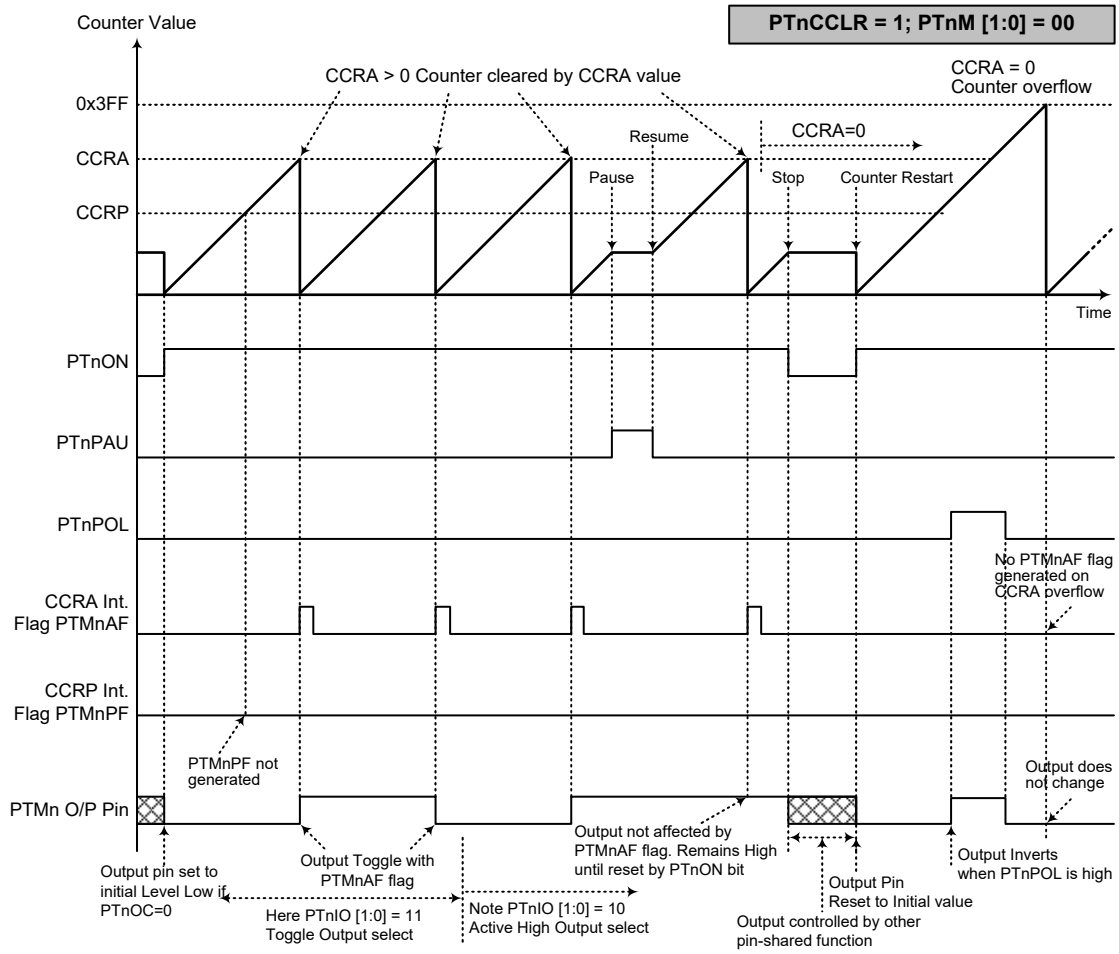 PTnCCLR = 1; PTnM [1:0] = 00
Counter Value
CCRA > 0 Counter cleared by CCRA value
CCRA = 0
Counter overflow
0x3FF
Resume
CCRA=0
CCRA
Pause
Stop
Counter Restart
CCRP
Time
PTnON
PTnPAU
PTnPOL
No PTMnAF flag
generated on
CCRA overflow
CCRA Int.
Flag PTMnAF
CCRP Int.
Flag PTMnPF
PTMnPF not
generated
Output does
not change
PTMn O/P Pin
Output pin set to
initial Level Low if
PTnOC=0
Output Toggle with
PTMnAF flag
Here PTnIO [1:0] = 11
Toggle Output select
Note PTnIO [1:0] = 10
Active High Output select
Output not affected by
PTMnAF flag. Remains High
until reset by PTnON bit
Output Pin
Reset to Initial value
Output controlled by other
pin-shared function
Output Inverts
when PTnPOL is high